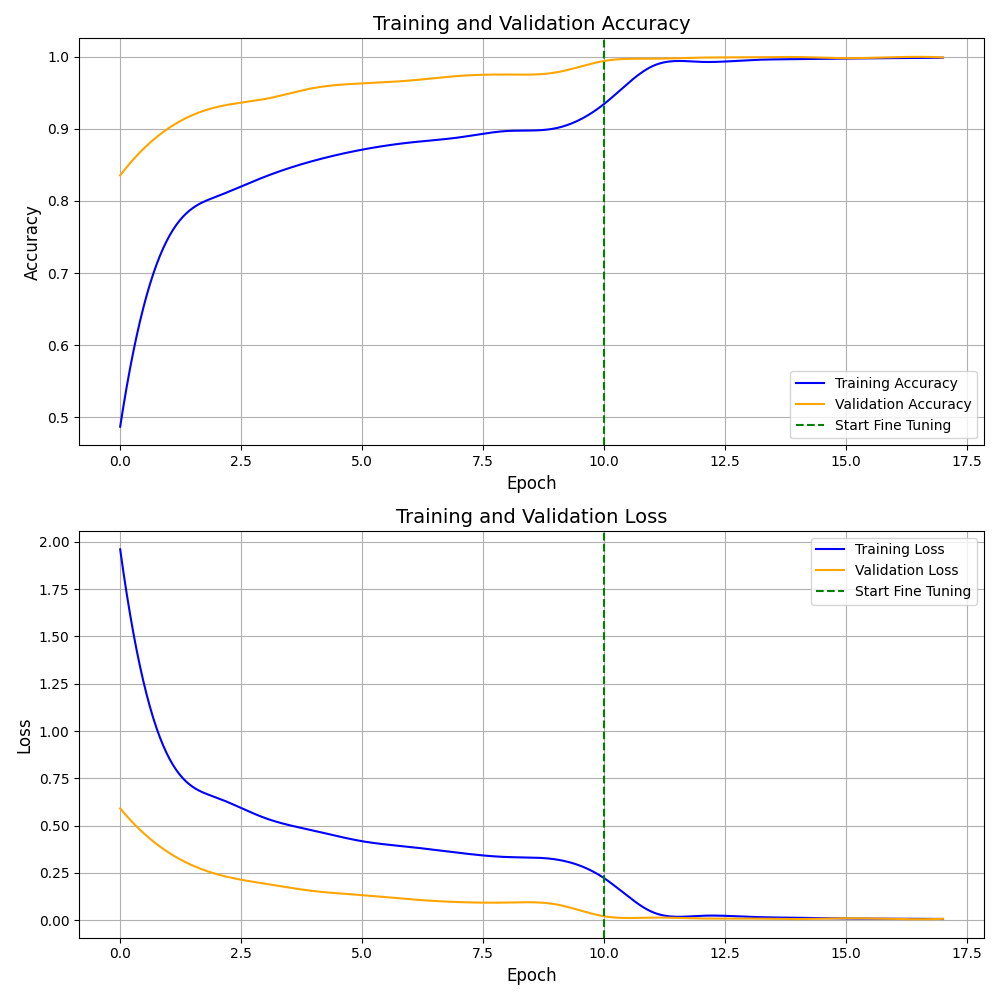 Training and Validation Accuracy
1.0
0.9
0.8
0.7
0.6
0.5
Accuracy
Training Accuracy
Validation Accuracy
Start Fine Tuning
0.0 2.5 5.0 7.5 10.0 12.5 15.0 17.5
Epoch
Training and Validation Loss
2.00
1.75
1.50
1.25
1.00
0.75
0.50
0.25
0.00
Loss
Training Loss
Validation Loss
Start Fine Tuning
0.0 2.5 5.0 7.5 10.0 12.5 15.0 17.5
Epoch